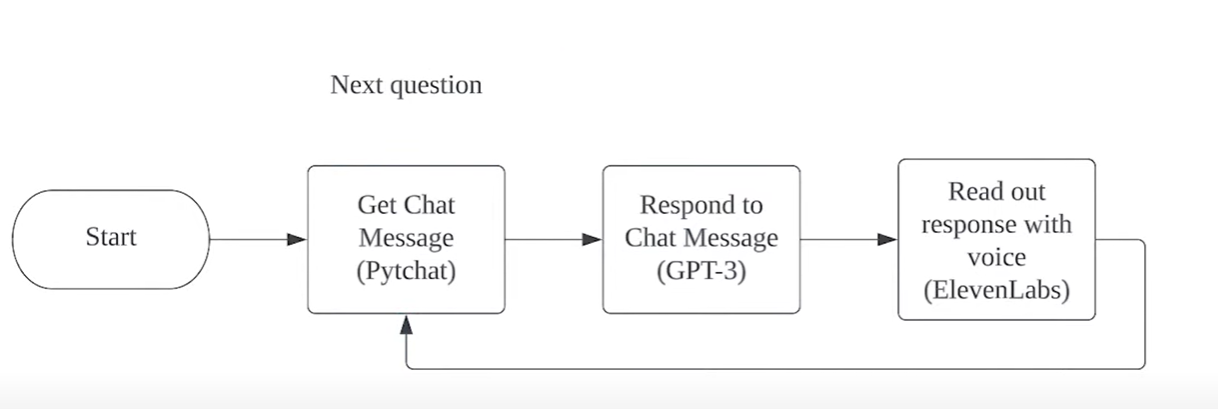 Next question
Start
Get Chat
Message
(Pytchat)
Respond to
Chat Message
(GPT-3)
Read out
response with
voice
(ElevenLabs)